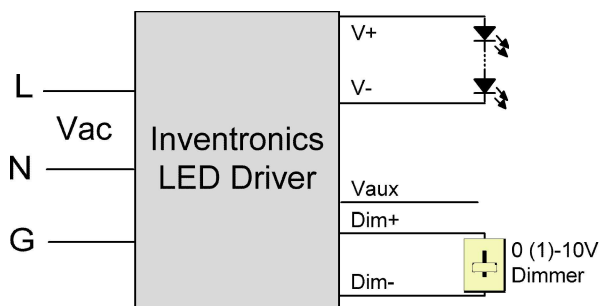 L
Vac
N
G
Inventronics
LED Driver
V+
V-
Vaux
Dim+
Dim-
0 (1)-10V
Dimmer